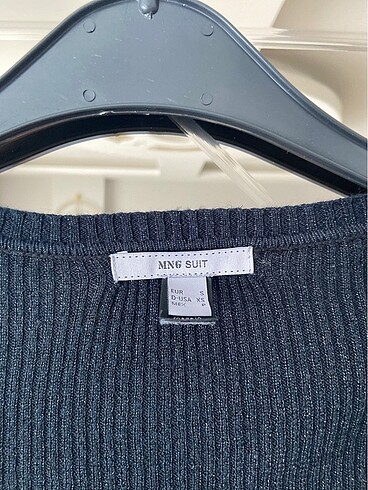 MNG SUIT
EUR S
D-USA XS
MEX P